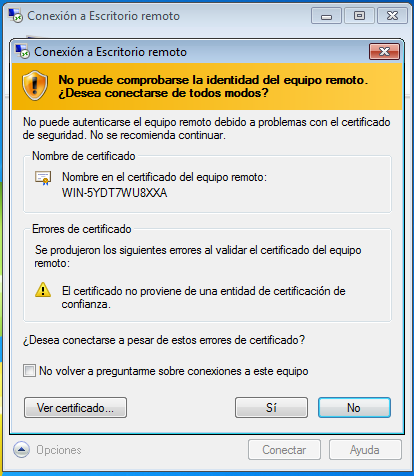 Conexión a Escritorio remoto
Conexión a Escritorio remoto
No puede comprobarse la identidad del equipo remoto.
¿Desea conectarse de todos modos?
No puede autenticarse el equipo remoto debido a problemas con el certificado
de seguridad. No se recomienda continuar.
Nombre de certificado
Nombre en el certificado del equipo remoto:
WIN-5YDT7WU8XXA
Errores de certificado
Se produjeron los siguientes errores al validar el certificado del equipo
remoto:
El certificado no proviene de una entidad de certificación de
confianza.
¿Desea conectarse a pesar de estos errores de certificado?
No volver a preguntarme sobre conexiones a este equipo
Ver certificado... Sí No
Opciones Conectar Ayuda